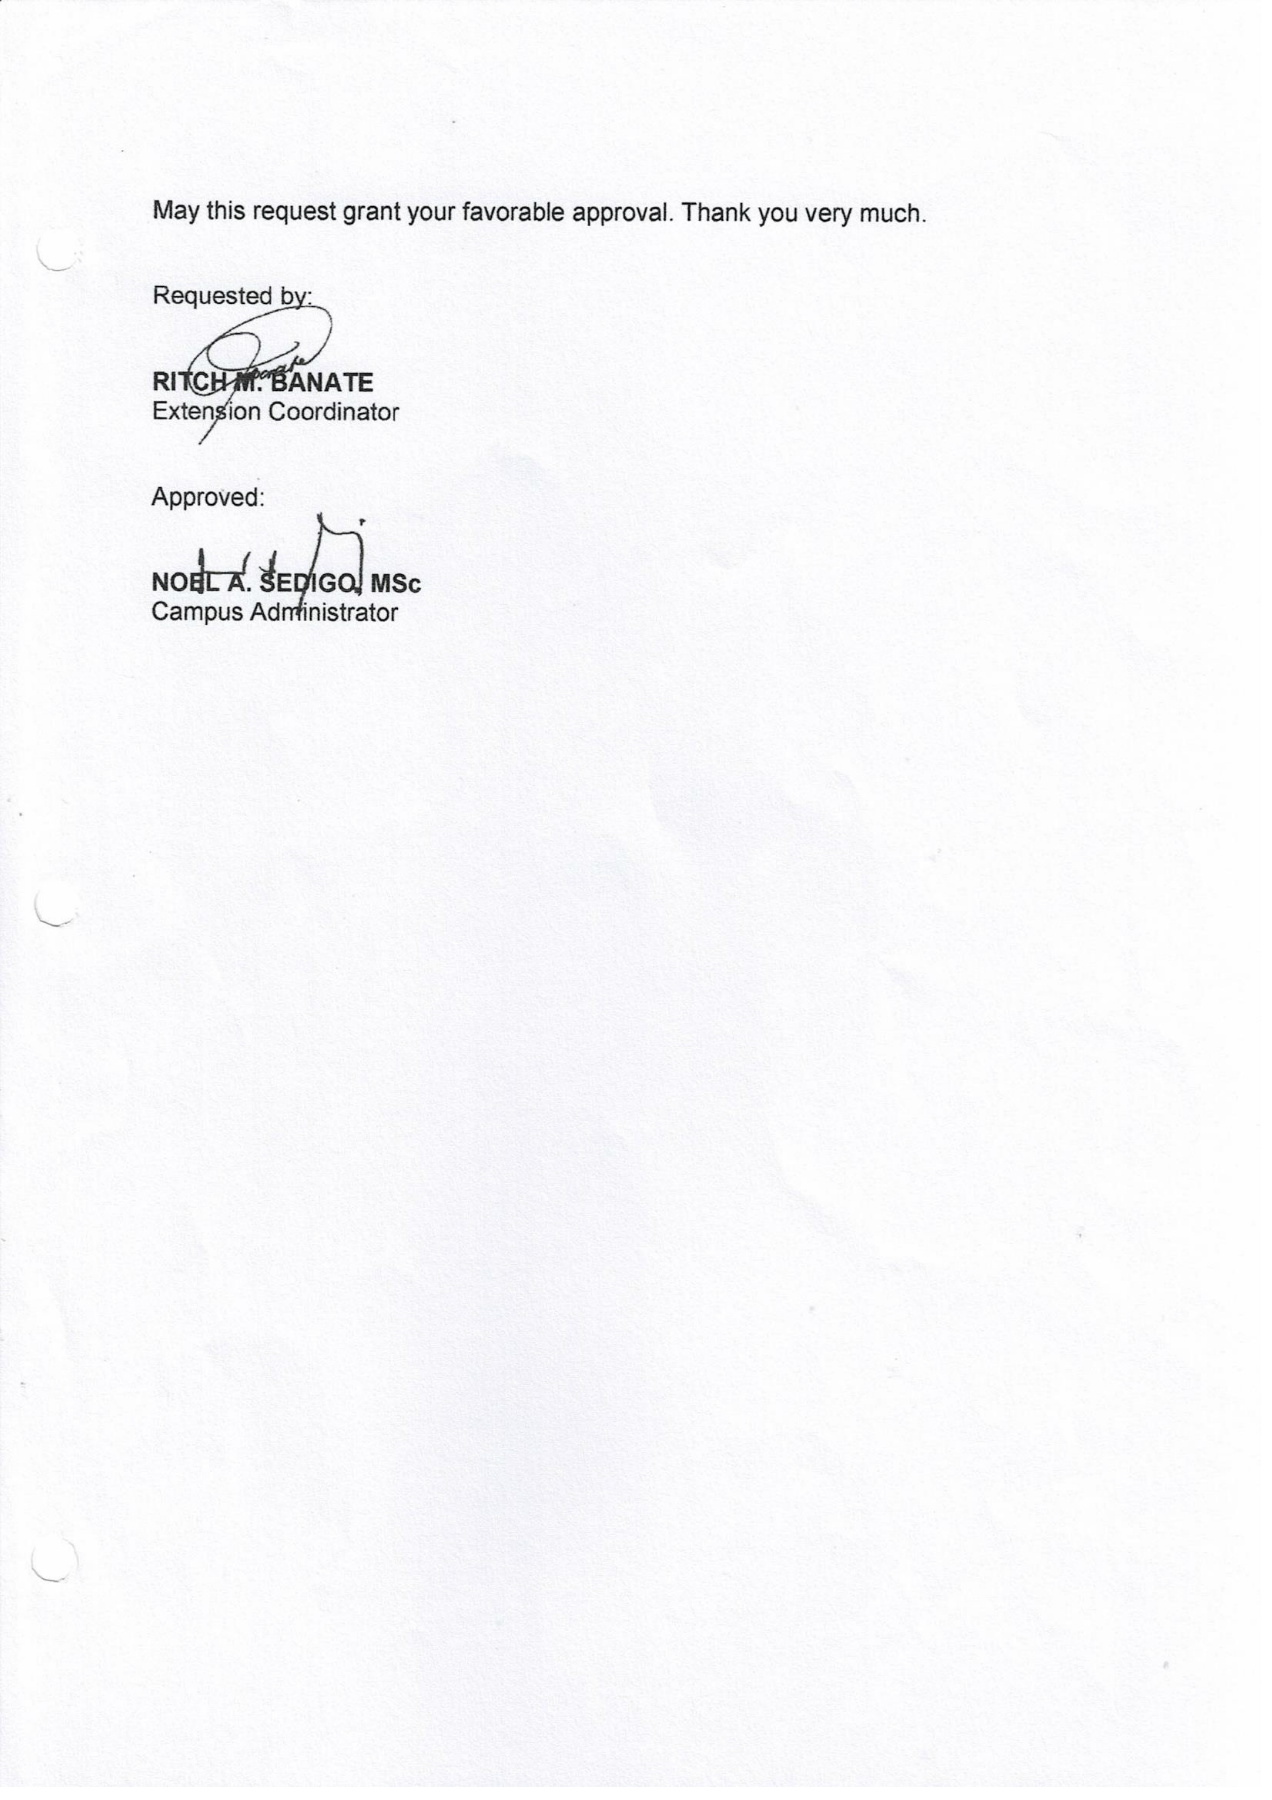 May this request grant your favorable approval. Thank you very much.
Requested by:
RITCH M. BANATE
Extension Coordinator
Approved:
NOEL A. SEDIGO, MSc
Campus Administrator